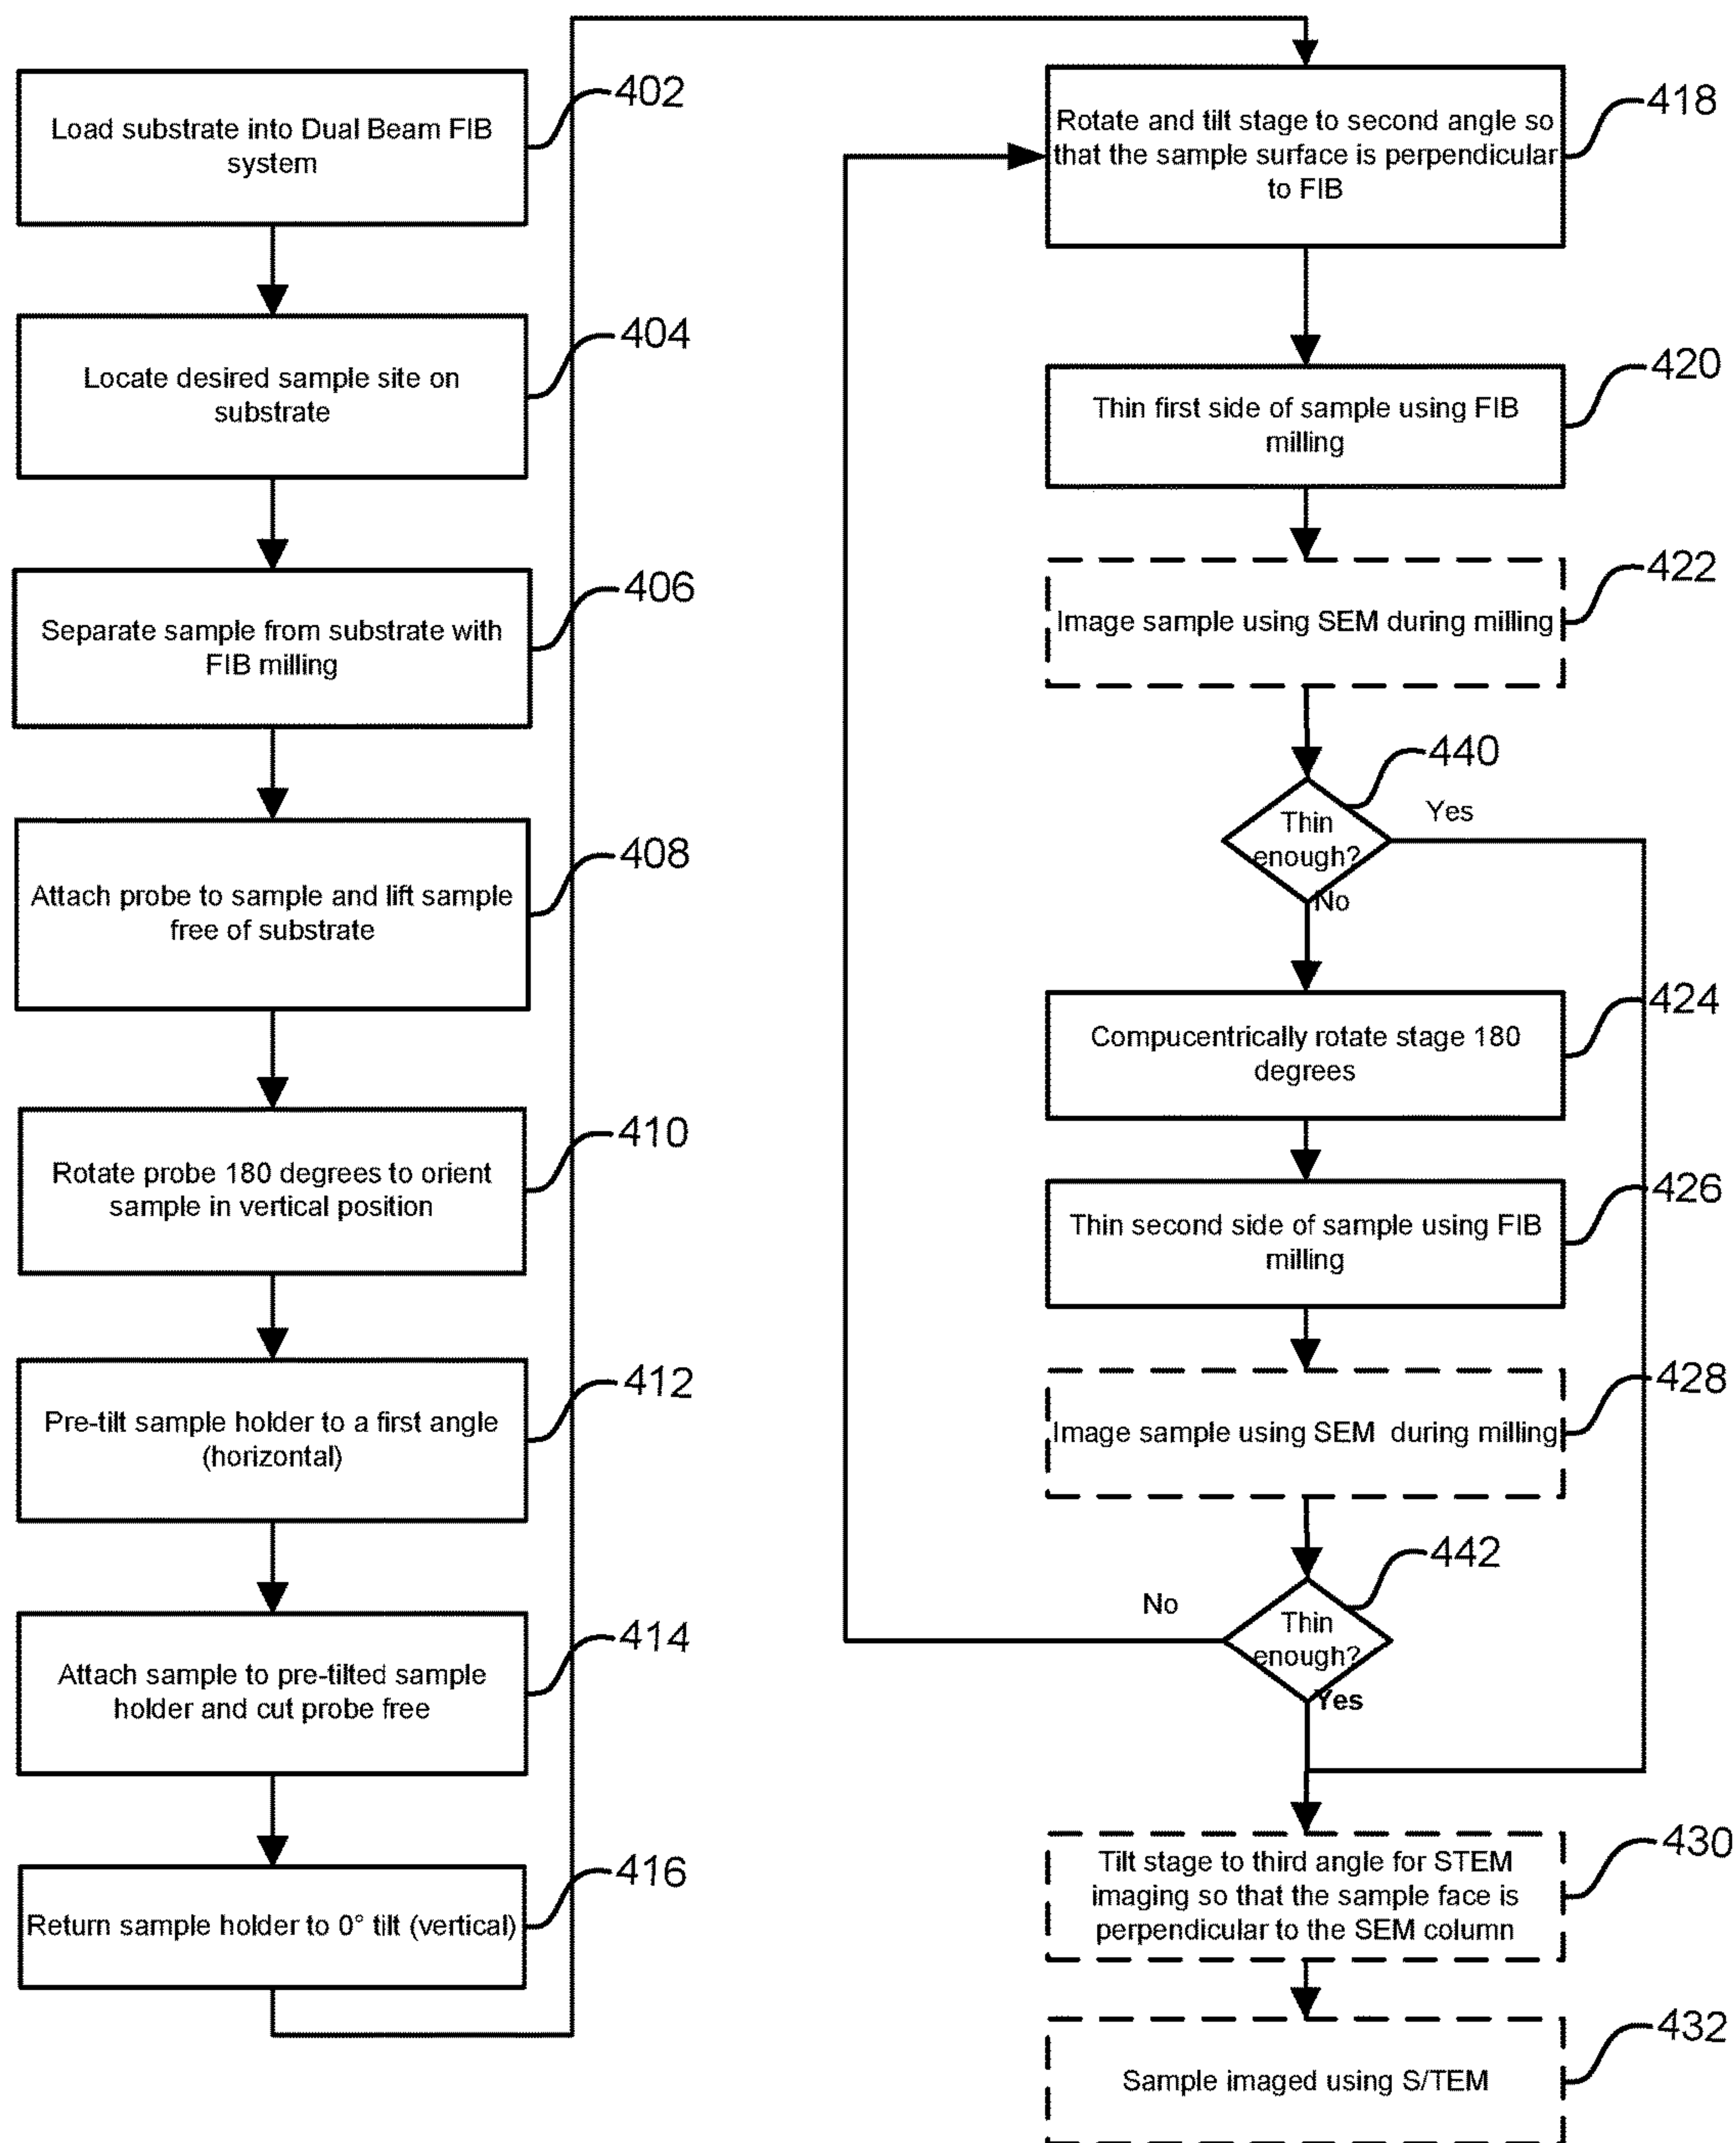 402
Load substrate into Dual Beam FIB
system
404
Locate desired sample site on
substrate
406
Separate sample from substrate with
FIB milling
408
Attach probe to sample and lift sample
free of substrate
410
Rotate probe 180 degrees to orient
sample in vertical position
412
Pre-tilt sample holder to a first angle
(horizontal)
414
Attach sample to pre-tilted sample
holder and cut probe free
416
Return sample holder to 0° tilt (vertical)
418
Rotate and tilt stage to second angle so
that the sample surface is perpendicular
to FIB
420
Thin first side of sample using FIB
milling
422
Image sample using SEM during milling
440
Thin
enough?
Yes
No
424
Compucentrically rotate stage 180
degrees
426
Thin second side of sample using FIB
milling
428
Image sample using SEM during milling
442
No
Thin
enough?
Yes
430
Tilt stage to third angle for STEM
imaging so that the sample face is
perpendicular to the SEM column
432
Sample imaged using S/TEM